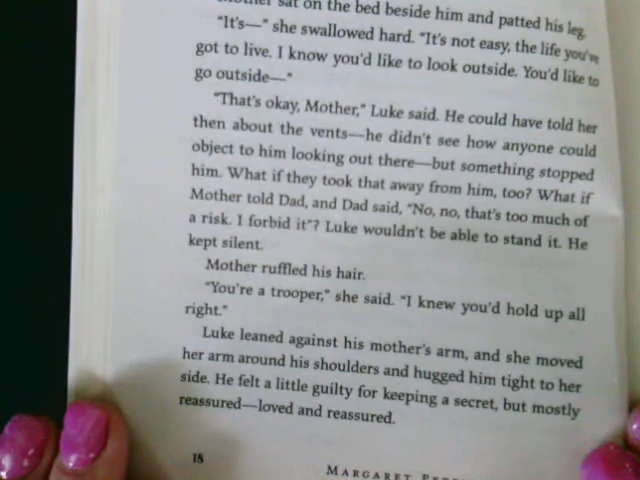 Mother sat on the bed beside him and patted his leg.
"It's—" she swallowed hard. "It's not easy, the life you've
got to live. I know you'd like to look outside. You'd like to
go outside—"
"That's okay, Mother," Luke said. He could have told her
then about the vents—he didn't see how anyone could
object to him looking out there—but something stopped
him. What if they took that away from him, too? What if
Mother told Dad, and Dad said, "No, no, that's too much of
a risk. I forbid it"? Luke wouldn't be able to stand it. He
kept silent.
Mother ruffled his hair.
"You're a trooper," she said. "I knew you'd hold up all
right."
Luke leaned against his mother's arm, and she moved
her arm around his shoulders and hugged him tight to her
side. He felt a little guilty for keeping a secret, but mostly
reassured—loved and reassured.
18
MARGARET